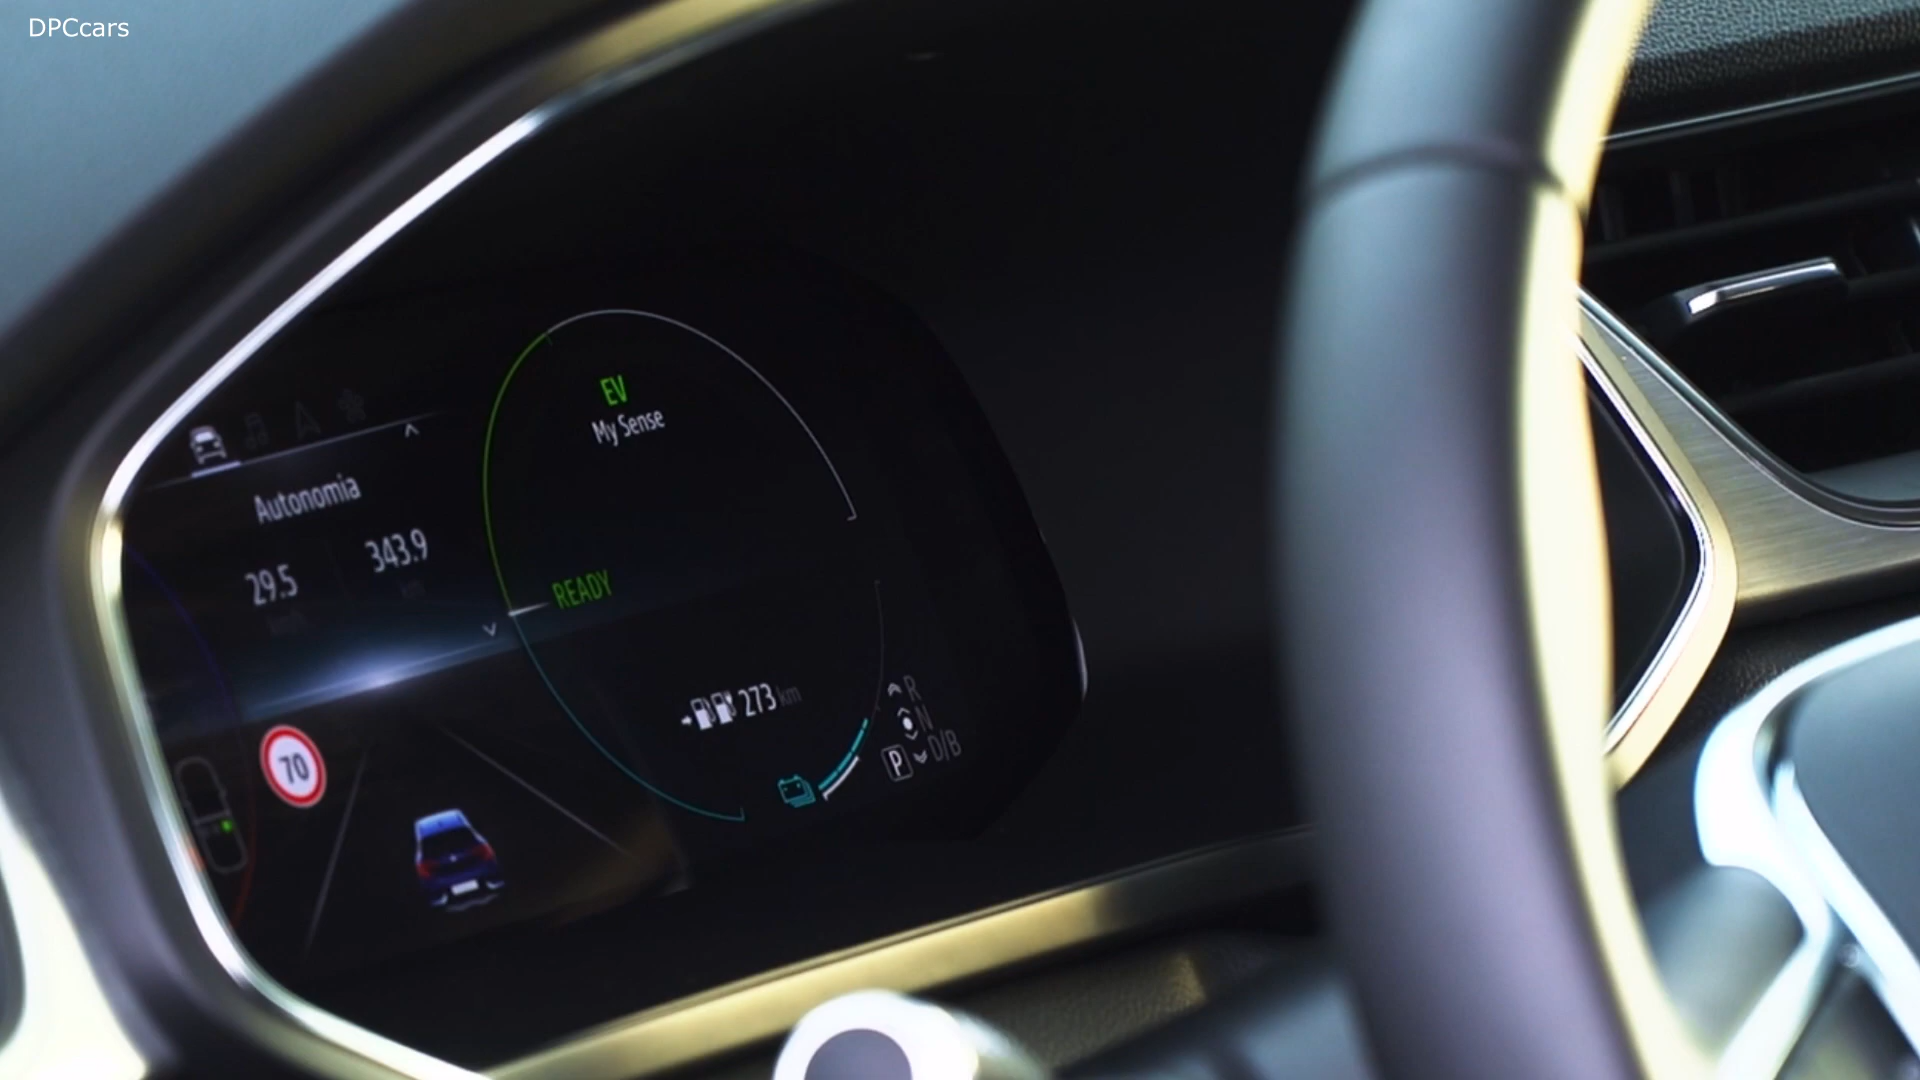 DPCcars
EV
My Sense
Autonomia
29.5
343.9
READY
273 km
R
N
P D/B
70